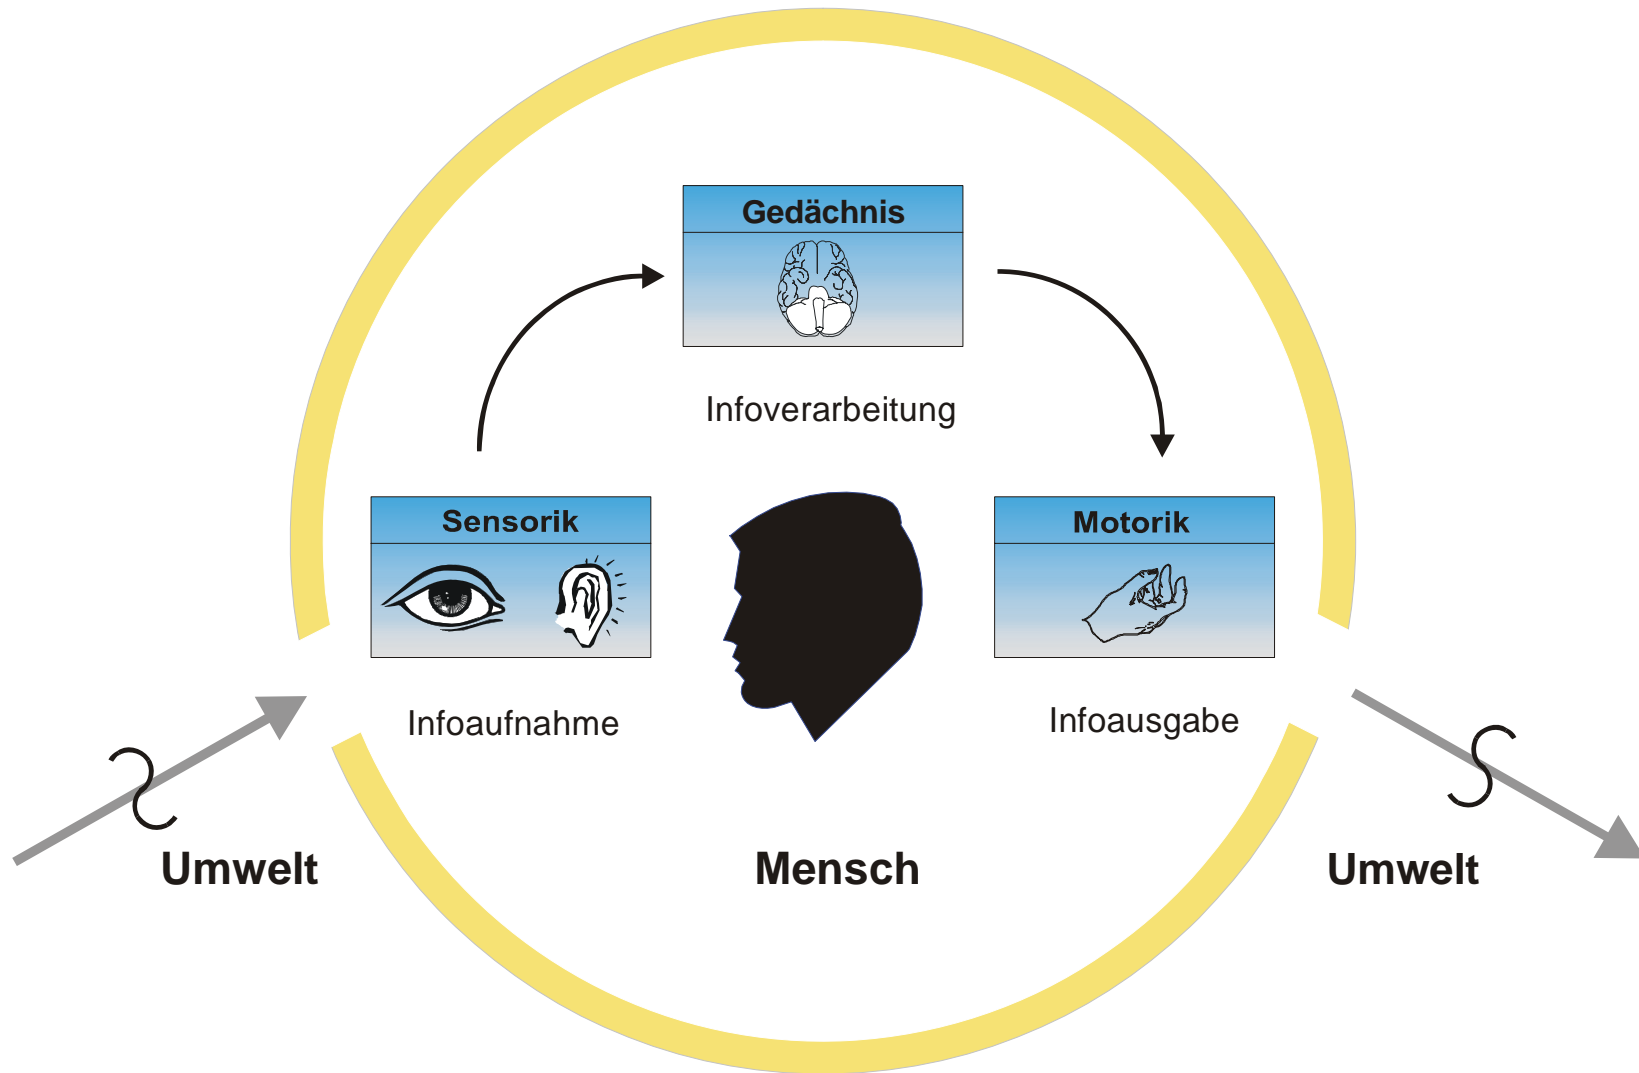 Gedächnis
Infoverarbeitung
Sensorik
Motorik
Infoaufnahme
Infoausgabe
Umwelt
Mensch
Umwelt